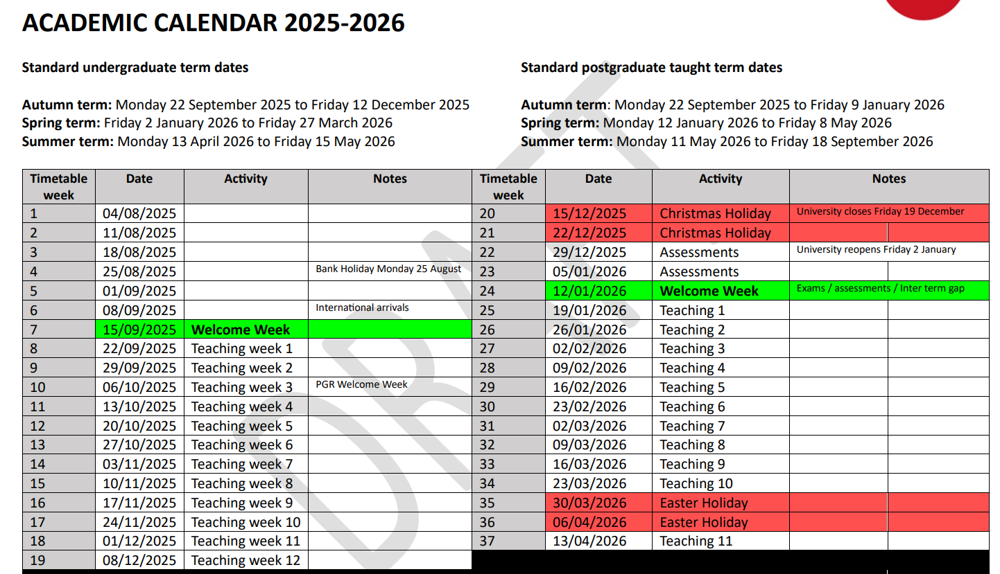 ACADEMIC CALENDAR 2025-2026
Standard undergraduate term dates
Autumn term: Monday 22 September 2025 to Friday 12 December 2025
Spring term: Friday 2 January 2026 to Friday 27 March 2026
Summer term: Monday 13 April 2026 to Friday 15 May 2026
Standard postgraduate taught term dates
Autumn term: Monday 22 September 2025 to Friday 9 January 2026
Spring term: Monday 12 January 2026 to Friday 8 May 2026
Summer term: Monday 11 May 2026 to Friday 18 September 2026
Timetable week Date Activity Notes
1 04/08/2025
2 11/08/2025
3 18/08/2025
4 25/08/2025 Bank Holiday Monday 25 August
5 01/09/2025
6 08/09/2025 International arrivals
7 15/09/2025 Welcome Week
8 22/09/2025 Teaching week 1
9 29/09/2025 Teaching week 2
10 06/10/2025 Teaching week 3 PGR Welcome Week
11 13/10/2025 Teaching week 4
12 20/10/2025 Teaching week 5
13 27/10/2025 Teaching week 6
14 03/11/2025 Teaching week 7
15 10/11/2025 Teaching week 8
16 17/11/2025 Teaching week 9
17 24/11/2025 Teaching week 10
18 01/12/2025 Teaching week 11
19 08/12/2025 Teaching week 12
Timetable week Date Activity Notes
20 15/12/2025 Christmas Holiday University closes Friday 19 December
21 22/12/2025 Christmas Holiday
22 29/12/2025 Assessments University reopens Friday 2 January
23 05/01/2026 Assessments
24 12/01/2026 Welcome Week Exams / assessments / Inter term gap
25 19/01/2026 Teaching 1
26 26/01/2026 Teaching 2
27 02/02/2026 Teaching 3
28 09/02/2026 Teaching 4
29 16/02/2026 Teaching 5
30 23/02/2026 Teaching 6
31 02/03/2026 Teaching 7
32 09/03/2026 Teaching 8
33 16/03/2026 Teaching 9
34 23/03/2026 Teaching 10
35 30/03/2026 Easter Holiday
36 06/04/2026 Easter Holiday
37 13/04/2026 Teaching 11
DRAFT